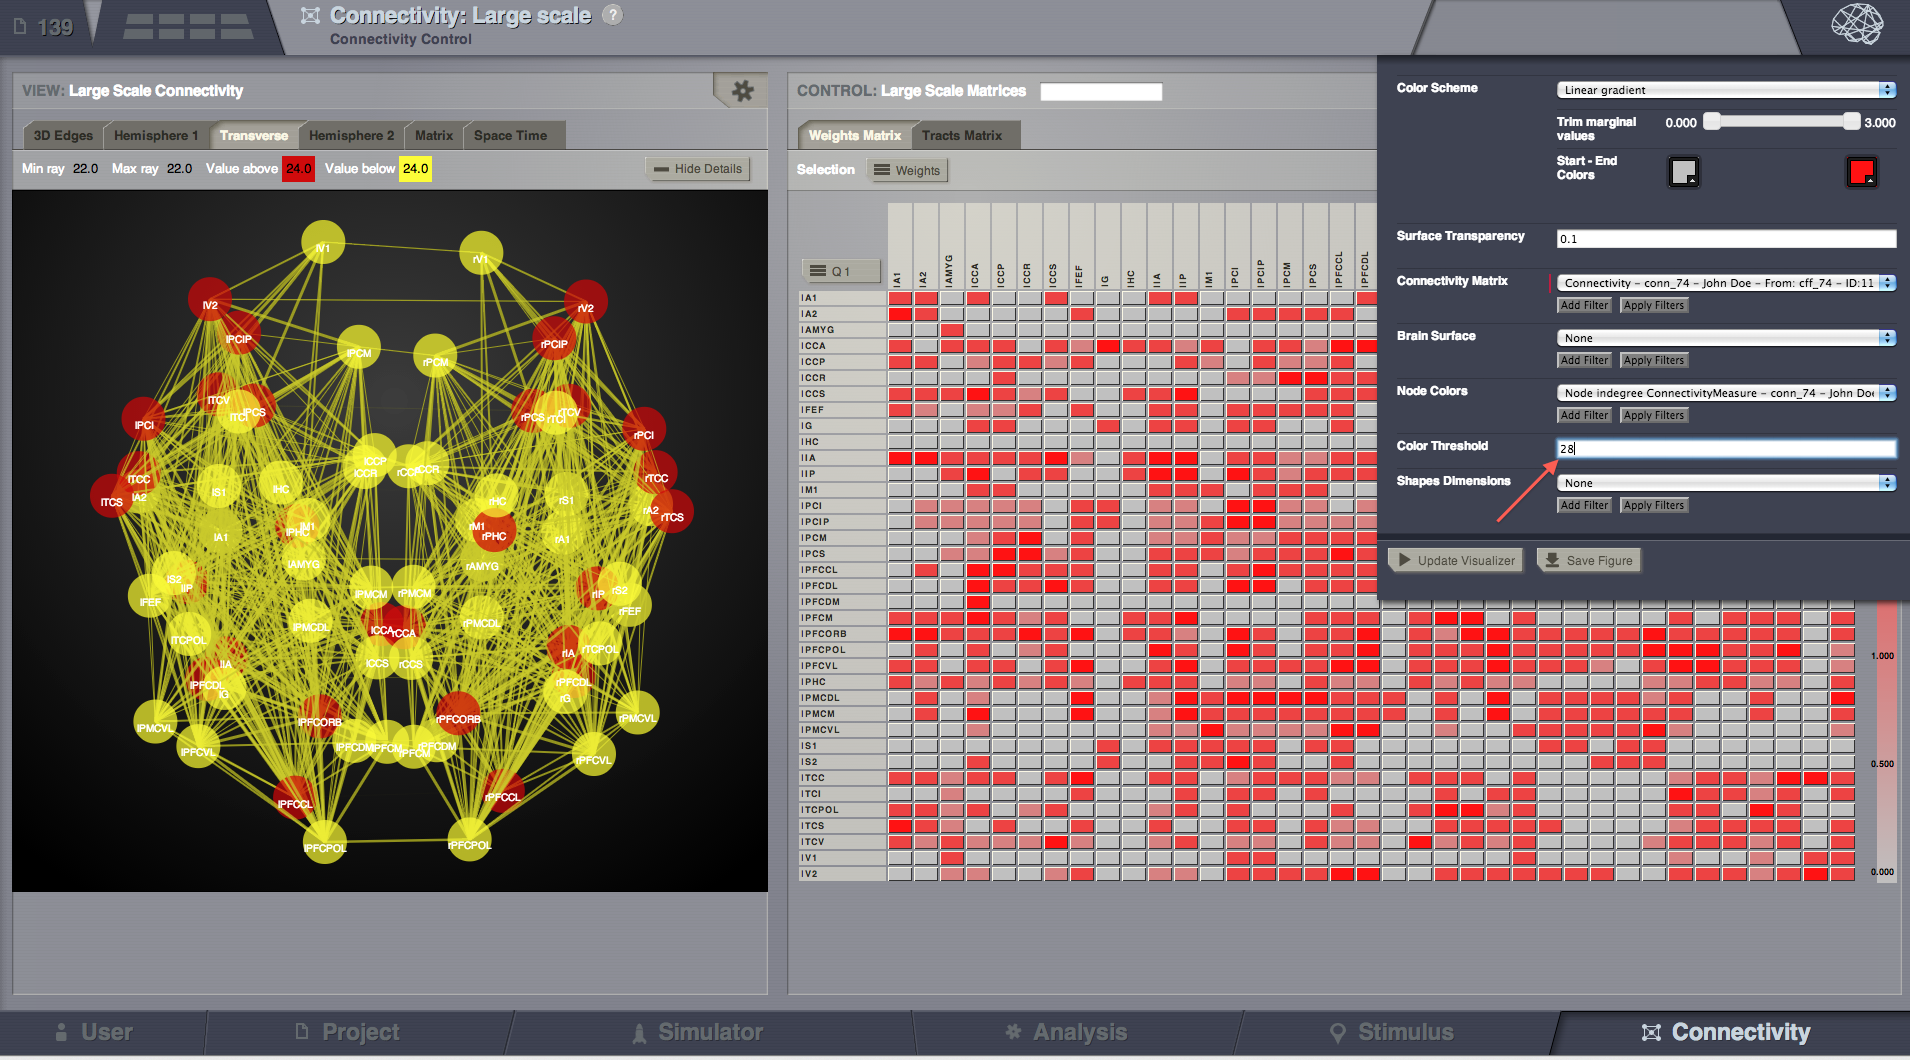 139
Connectivity: Large scale ?
Connectivity Control
VIEW: Large Scale Connectivity
3D Edges Hemisphere 1 Transverse Hemisphere 2 Matrix Space Time
Min ray 22.0 Max ray 22.0 Value above 24.0 Value below 24.0 Hide Details
lV1
rV1
lV2 rV2
lPCIP rPCIP
lPCM rPCM
lTCV lPCS lTCI rPCS rTCI rTCV
lPCI rPCI
lCCP lCCR rCCP rCCR
lTCC rTCC
lTCS lA2 lS1 lHC rHC rS1 rA2 rTCS
lM1 lPHC rM1 rPHC
lA1 rA1
lAMYG rAMYG
lS2 lIP rIP rS2
lFEF lPMCM rPMCM rFEF
lPMCDL lCCA rCCA rPMCDL
lTCPOL rIA rTCPOL
lIA lCCS rCCS
lPFCDL lG rPFCDL rG
lPMCVL lPFCORB rPFCORB rPMCVL
lPFCVL lPFCDM lPFCM rPFCM rPFCDM rPFCVL
lPFCCL rPFCCL
lPFCPOL rPFCPOL
CONTROL: Large Scale Matrices
Weights Matrix Tracts Matrix
Selection Weights
Q 1
lA1 lA2 lAMYG lCCA lCCP lCCR lCCS lFEF lG lHC lIA lIP lM1 lPCI lPCIP lPCM lPCS lPFCCL lPFCDL
lA1
lA2
lAMYG
lCCA
lCCP
lCCR
lCCS
lFEF
lG
lHC
lIA
lIP
lM1
lPCI
lPCIP
lPCM
lPCS
lPFCCL
lPFCDL
lPFCDM
lPFCM
lPFCORB
lPFCPOL
lPFCVL
lPHC
lPMCDL
lPMCM
lPMCVL
lS1
lS2
lTCC
lTCI
lTCPOL
lTCS
lTCV
lV1
lV2
1.000
0.500
0.000
Color Scheme Linear gradient
Trim marginal values 0.000 3.000
Start - End Colors
Surface Transparency 0.1
Connectivity Matrix Connectivity - conn_74 - John Doe - From: cff_74 - ID:11
Add Filter Apply Filters
Brain Surface None
Add Filter Apply Filters
Node Colors Node indegree ConnectivityMeasure - conn_74 - John Doe
Add Filter Apply Filters
Color Threshold 28
Shapes Dimensions None
Add Filter Apply Filters
Update Visualizer Save Figure
User Project Simulator Analysis Stimulus Connectivity